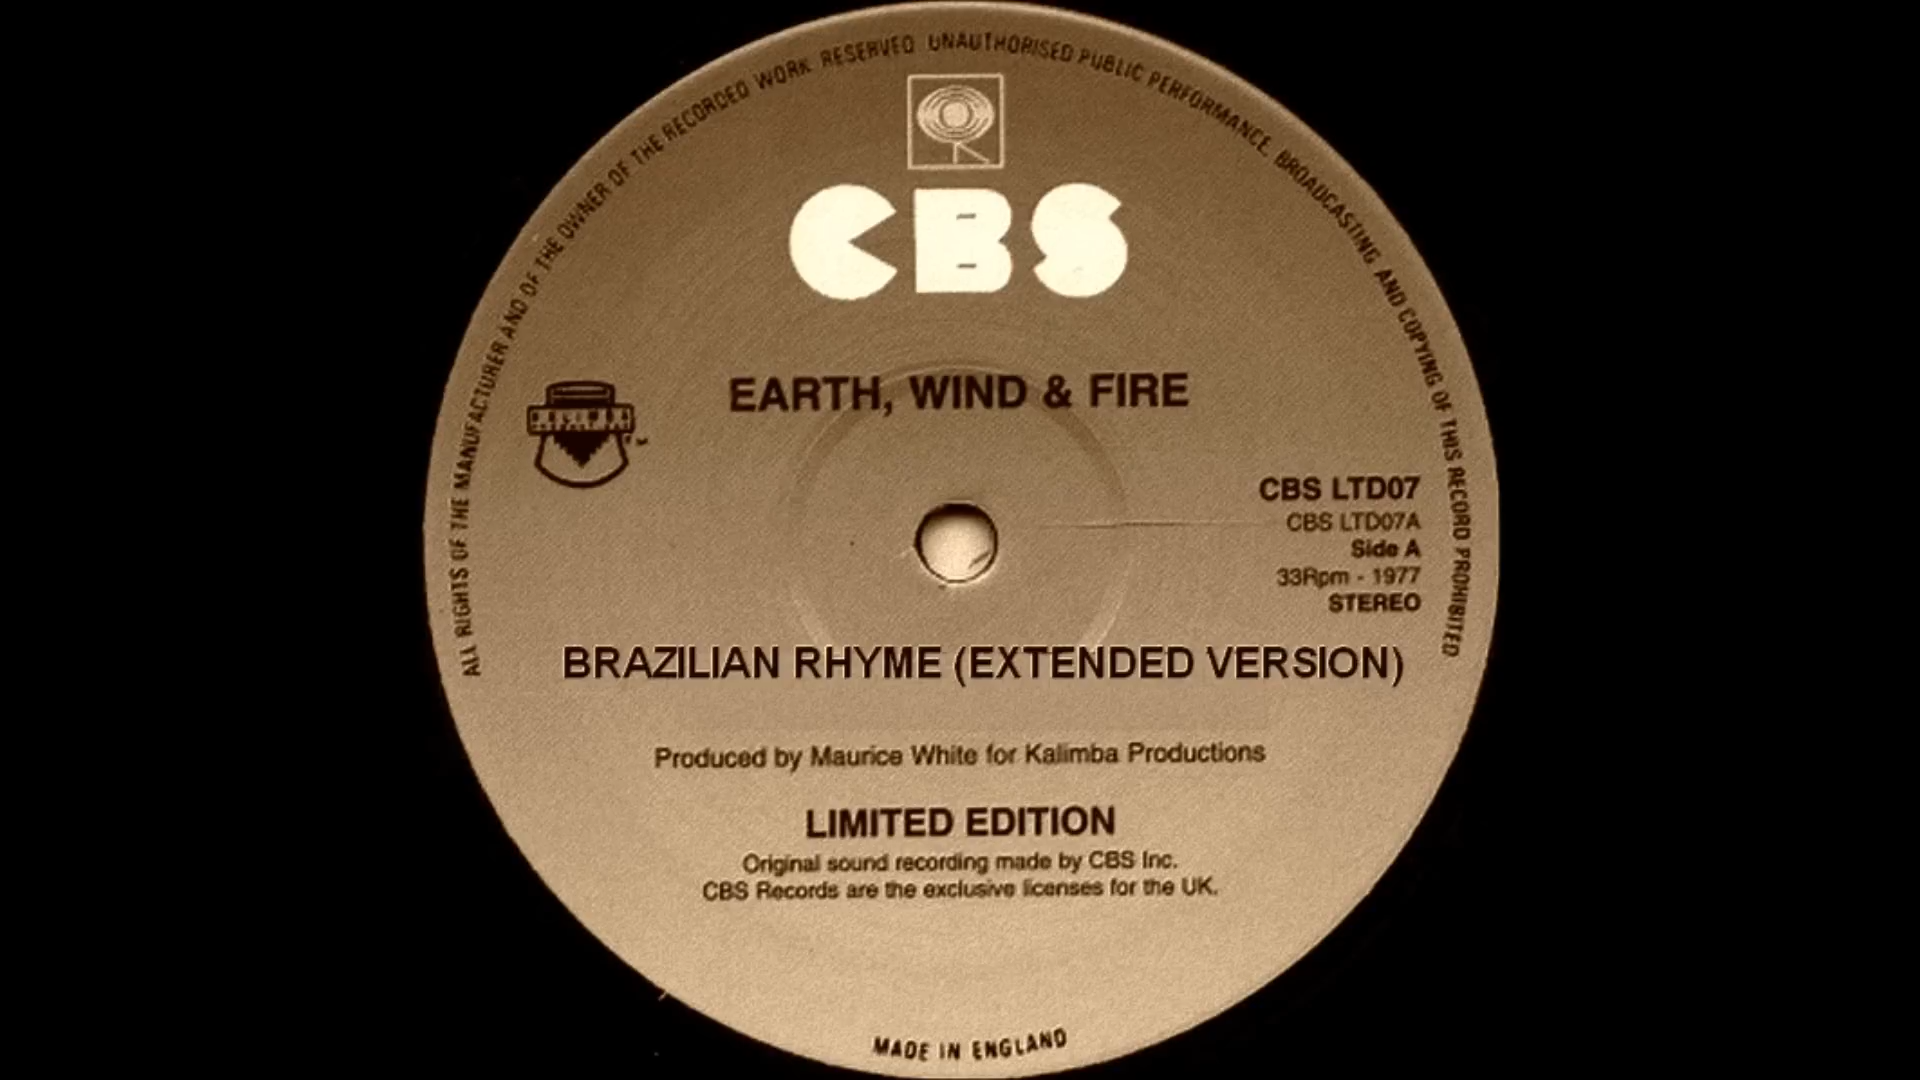 ALL RIGHTS OF THE MANUFACTURER AND OF THE OWNER OF THE RECORDED WORK RESERVED UNAUTHORISED PUBLIC PERFORMANCE, BROADCASTING AND COPYING OF THIS RECORD PROHIBITED
CBS
EARTH, WIND & FIRE
CBS LTD07
CBS LTD07A
Side A
33Rpm - 1977
STEREO
BRAZILIAN RHYME (EXTENDED VERSION)
Produced by Maurice White for Kalimba Productions
LIMITED EDITION
Original sound recording made by CBS Inc.
CBS Records are the exclusive licenses for the UK.
MADE IN ENGLAND